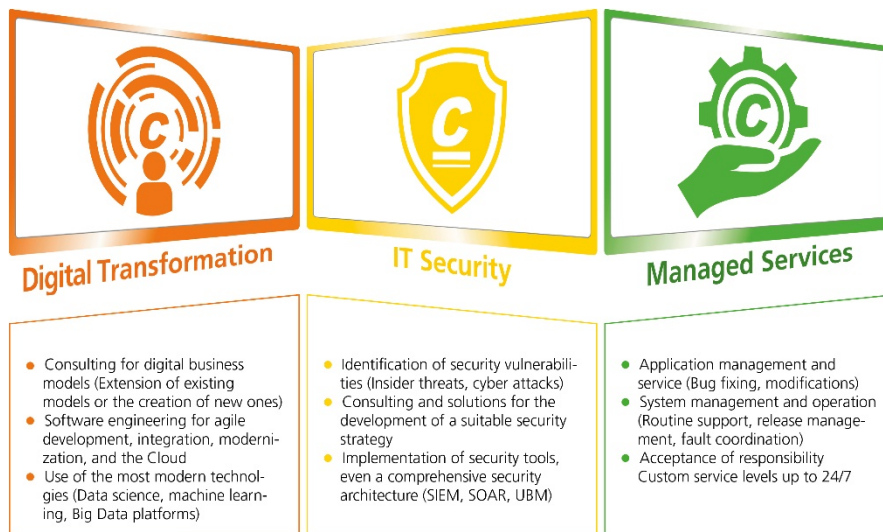 C
C
C
Digital Transformation
IT Security
Managed Services
• Consulting for digital business
models (Extension of existing
models or the creation of new ones)
• Software engineering for agile
development, integration, moderni-
zation, and the Cloud
• Use of the most modern technol-
gies (Data science, machine learn-
ing, Big Data platforms)
• Identification of security vulnerabili-
ties (Insider threats, cyber attacks)
• Consulting and solutions for the
development of a suitable security
strategy
• Implementation of security tools,
even a comprehensive security
architecture (SIEM, SOAR, UBM)
• Application management and
service (Bug fixing, modifications)
• System management and operation
(Routine support, release manage-
ment, fault coordination)
• Acceptance of responsibility
Custom service levels up to 24/7